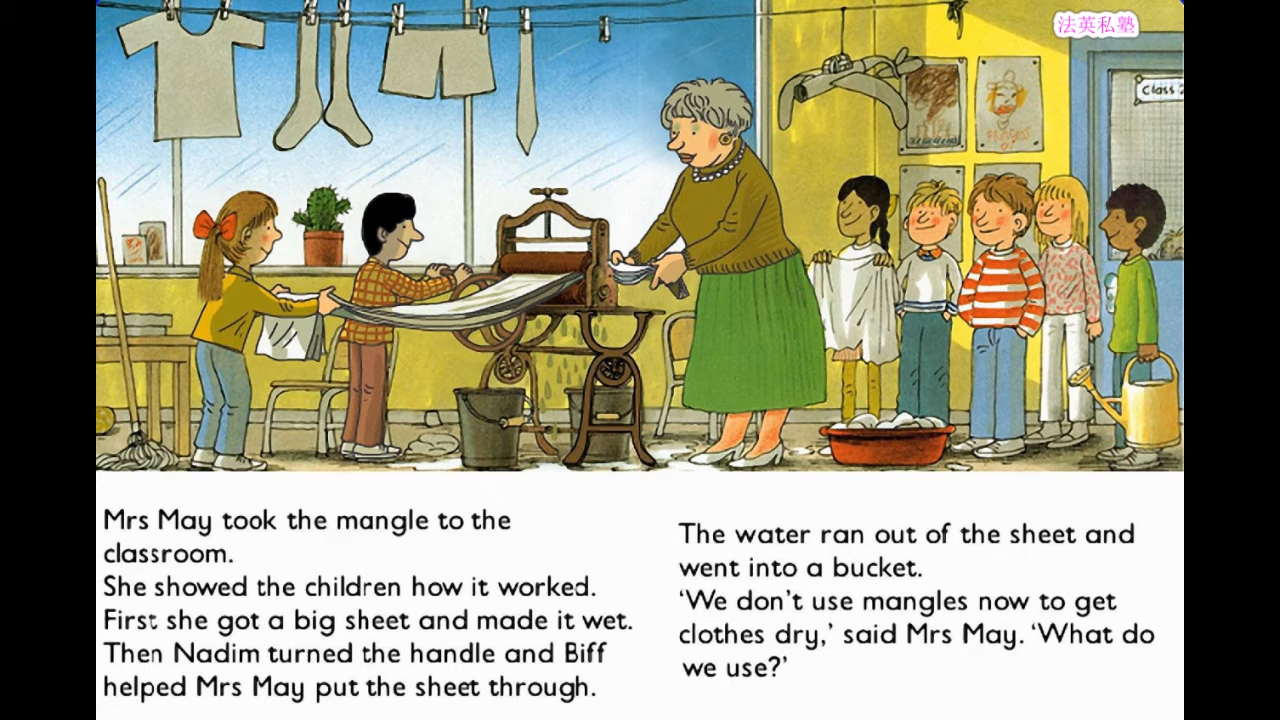 法英私塾
Class 2
PRINCESS
Mrs May took the mangle to the
classroom.
She showed the children how it worked.
First she got a big sheet and made it wet.
Then Nadim turned the handle and Biff
helped Mrs May put the sheet through.
The water ran out of the sheet and
went into a bucket.
‘We don’t use mangles now to get
clothes dry,’ said Mrs May. ‘What do
we use?’